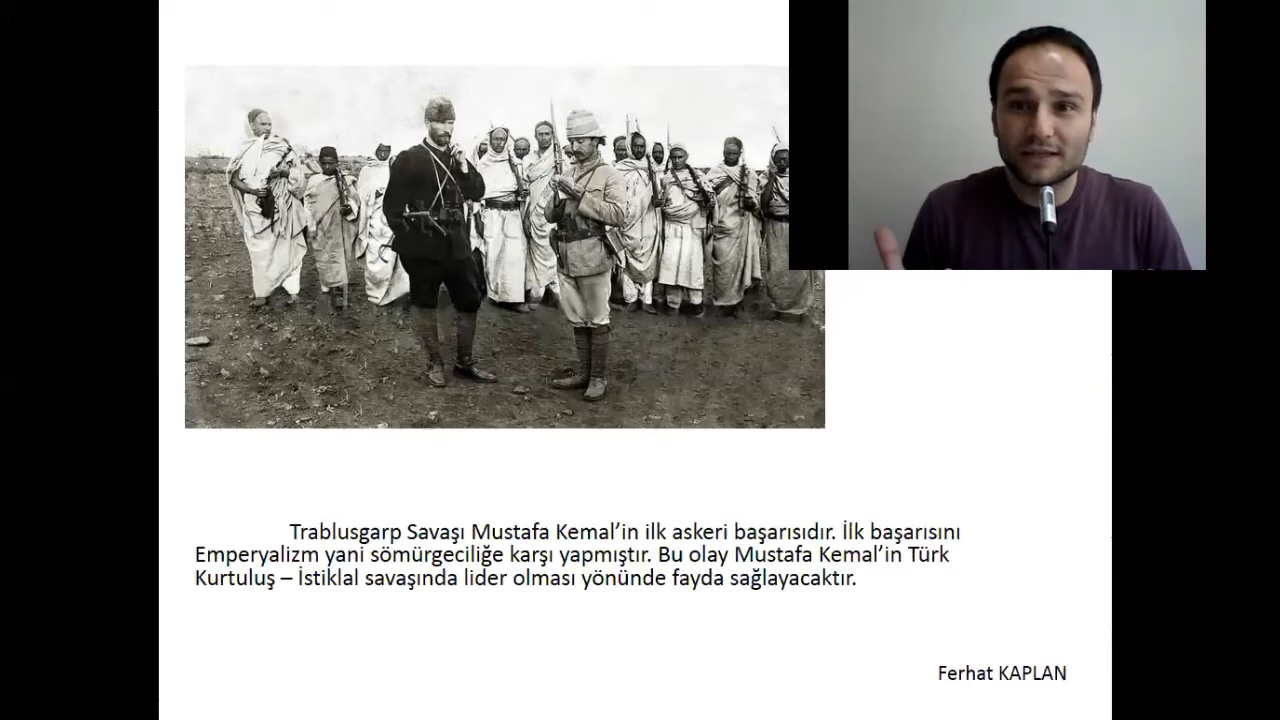 Trablusgarp Savaşı Mustafa Kemal’in ilk askeri başarısıdır. İlk başarısını
Emperyalizm yani sömürgeciliğe karşı yapmıştır. Bu olay Mustafa Kemal’in Türk
Kurtuluş – İstiklal savaşında lider olması yönünde fayda sağlayacaktır.
Ferhat KAPLAN